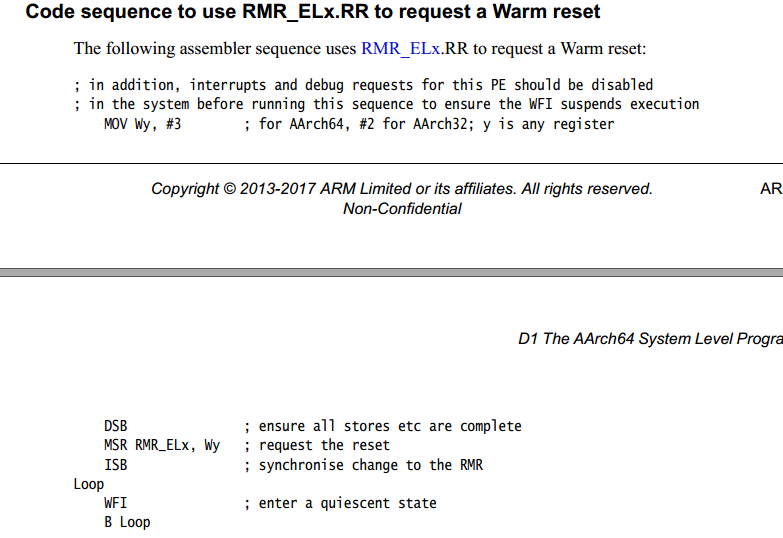 Code sequence to use RMR_ELx.RR to request a Warm reset
The following assembler sequence uses RMR_ELx.RR to request a Warm reset:
; in addition, interrupts and debug requests for this PE should be disabled
; in the system before running this sequence to ensure the WFI suspends execution
MOV Wy, #3 ; for AArch64, #2 for AArch32; y is any register
Copyright © 2013-2017 ARM Limited or its affiliates. All rights reserved. AR
Non-Confidential
D1 The AArch64 System Level Progra
DSB ; ensure all stores etc are complete
MSR RMR_ELx, Wy ; request the reset
ISB ; synchronise change to the RMR
Loop
WFI ; enter a quiescent state
B Loop